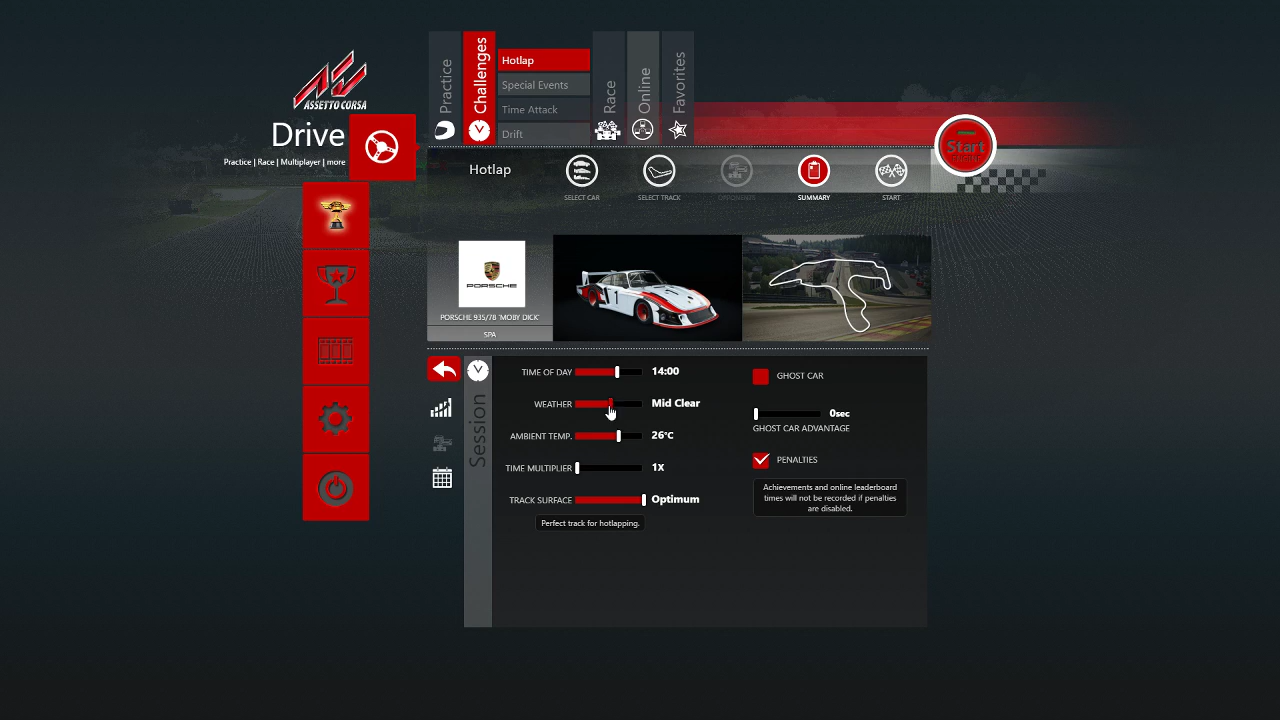 ASSETTO CORSA
Drive
Practice | Race | Multiplayer | more
Practice
Challenges
Hotlap
Special Events
Time Attack
Drift
Race
Online
Favorites
Start
ENGINE
Hotlap
SELECT CAR
SELECT TRACK
OPPONENTS
SUMMARY
START
PORSCHE
PORSCHE 935/78 'MOBY DICK'
SPA
1
Session
TIME OF DAY 14:00
WEATHER Mid Clear
AMBIENT TEMP. 26°C
TIME MULTIPLIER 1X
TRACK SURFACE Optimum
Perfect track for hotlapping.
GHOST CAR
0sec
GHOST CAR ADVANTAGE
PENALTIES
Achievements and online leaderboard
times will not be recorded if penalties
are disabled.